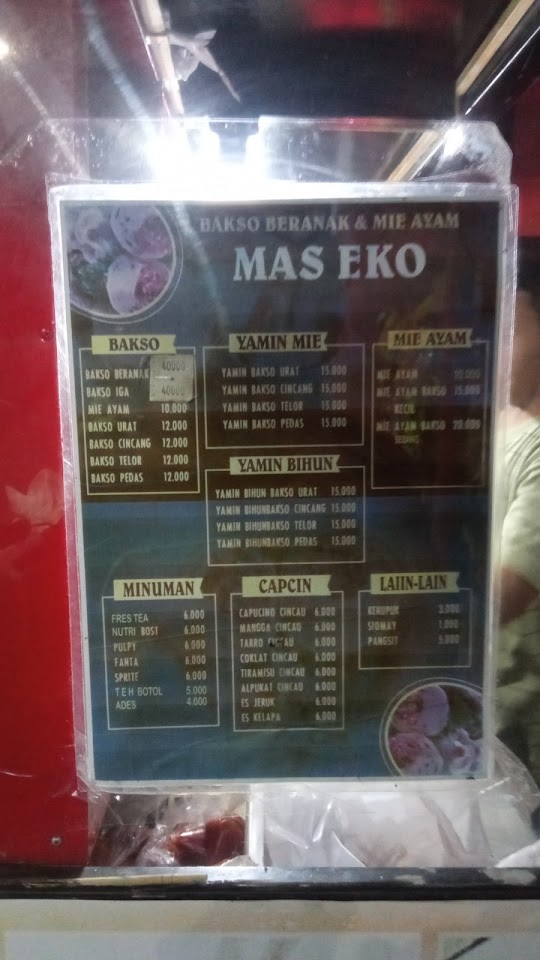 BAKSO BERANAK & MIE AYAM
MAS EKO
BAKSO
BAKSO BERANAK 40000
BAKSO IGA 40000
MIE AYAM 10.000
BAKSO URAT 12.000
BAKSO CINCANG 12.000
BAKSO TELOR 12.000
BAKSO PEDAS 12.000
YAMIN MIE
YAMIN BAKSO URAT 15.000
YAMIN BAKSO CINCANG 15.000
YAMIN BAKSO TELOR 15.000
YAMIN BAKSO PEDAS 15.000
MIE AYAM
MIE AYAM 10.000
MIE AYAM BAKSO 15.000
KECIL
MIE AYAM BAKSO 20.000
SEDANG
YAMIN BIHUN
YAMIN BIHUN BAKSO URAT 15.000
YAMIN BIHUNBAKSO CINCANG 15.000
YAMIN BIHUNBAKSO TELOR 15.000
YAMIN BIHUNBAKSO PEDAS 15.000
MINUMAN
FRES TEA 6.000
NUTRI BOST 6.000
PULPY 6.000
FANTA 6.000
SPRITE 6.000
TEH BOTOL 5.000
ADES 4.000
CAPCIN
CAPUCINO CINCAU 6.000
MANGGA CINCAU 6.000
TARRO CINCAU 6.000
COKLAT CINCAU 6.000
TIRAMISU CINCAU 6.000
ALPUKAT CINCAU 6.000
ES JERUK 6.000
ES KELAPA 6.000
LAIIN-LAIN
KERUPUK 3.000
SIOMAY 1.000
PANGSIT 5.000